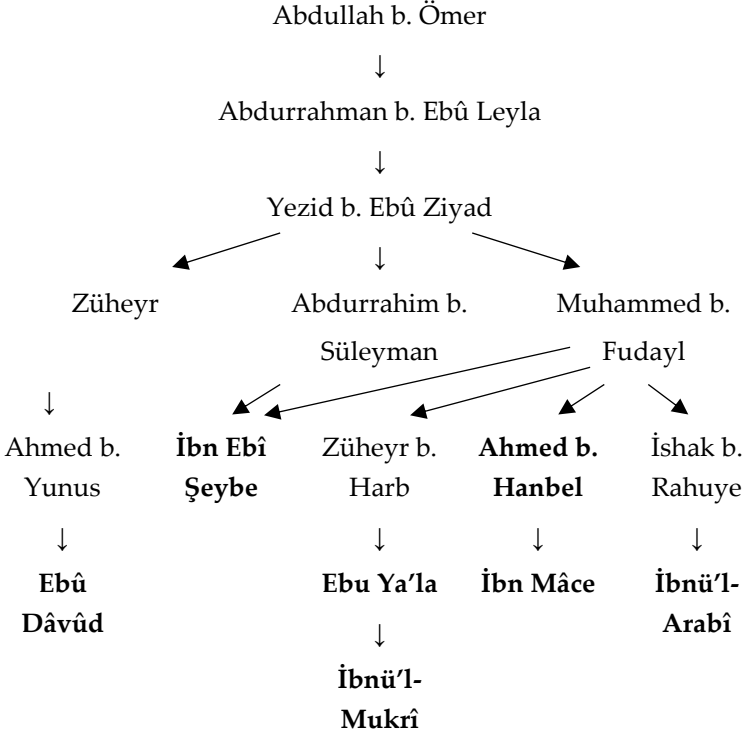 Abdullah b. Ömer
↓
Abdurrahman b. Ebû Leyla
↓
Yezid b. Ebû Ziyad
↓
Züheyr Abdurrahim b. Muhammed b.
Süleyman Fudayl
↓
Ahmed b. İbn Ebî Züheyr b. Ahmed b. İshak b.
Yunus Şeybe Harb Hanbel Rahuye
↓ ↓ ↓ ↓
Ebû Ebu Ya’la İbn Mâce İbnü’l-
Dâvûd Arabî
↓
İbnü’l-
Mukrî